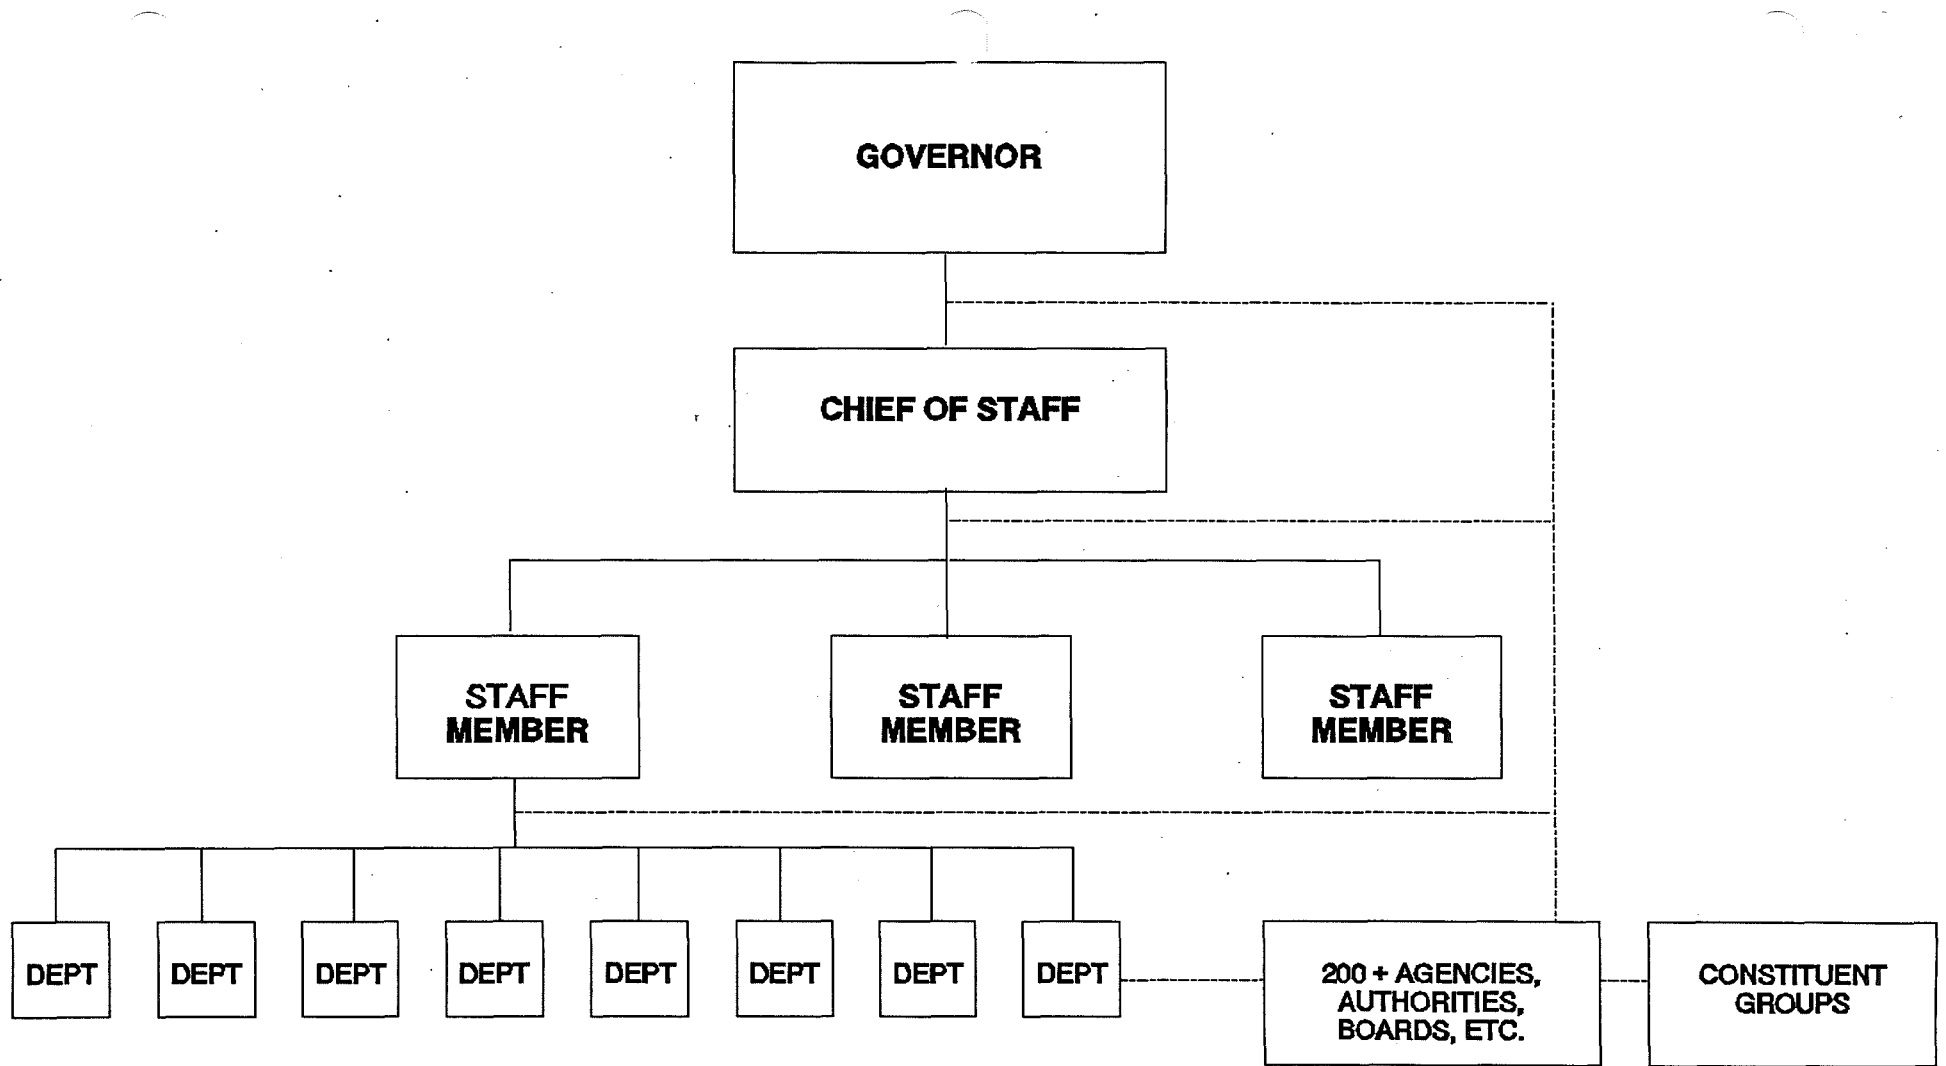 GOVERNOR
CHIEF OF STAFF
STAFF
MEMBER
STAFF
MEMBER
STAFF
MEMBER
DEPT
DEPT
DEPT
DEPT
DEPT
DEPT
DEPT
DEPT
200 + AGENCIES,
AUTHORITIES,
BOARDS, ETC.
CONSTITUENT
GROUPS